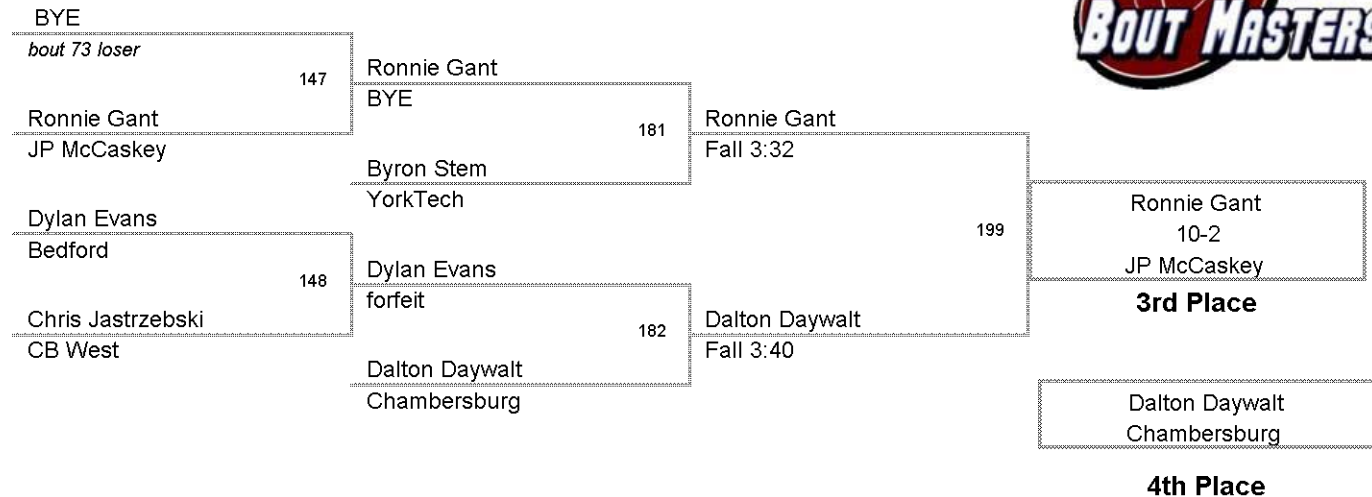 BYE
bout 73 loser
147
Ronnie Gant
JP McCaskey
Dylan Evans
Bedford
148
Chris Jastrzebski
CB West
Ronnie Gant
BYE
181
Byron Stem
YorkTech
Dylan Evans
forfeit
182
Dalton Daywalt
Chambersburg
Ronnie Gant
Fall 3:32
199
Dalton Daywalt
Fall 3:40
BOUT MASTERS
Ronnie Gant
10-2
JP McCaskey
3rd Place
Dalton Daywalt
Chambersburg
4th Place